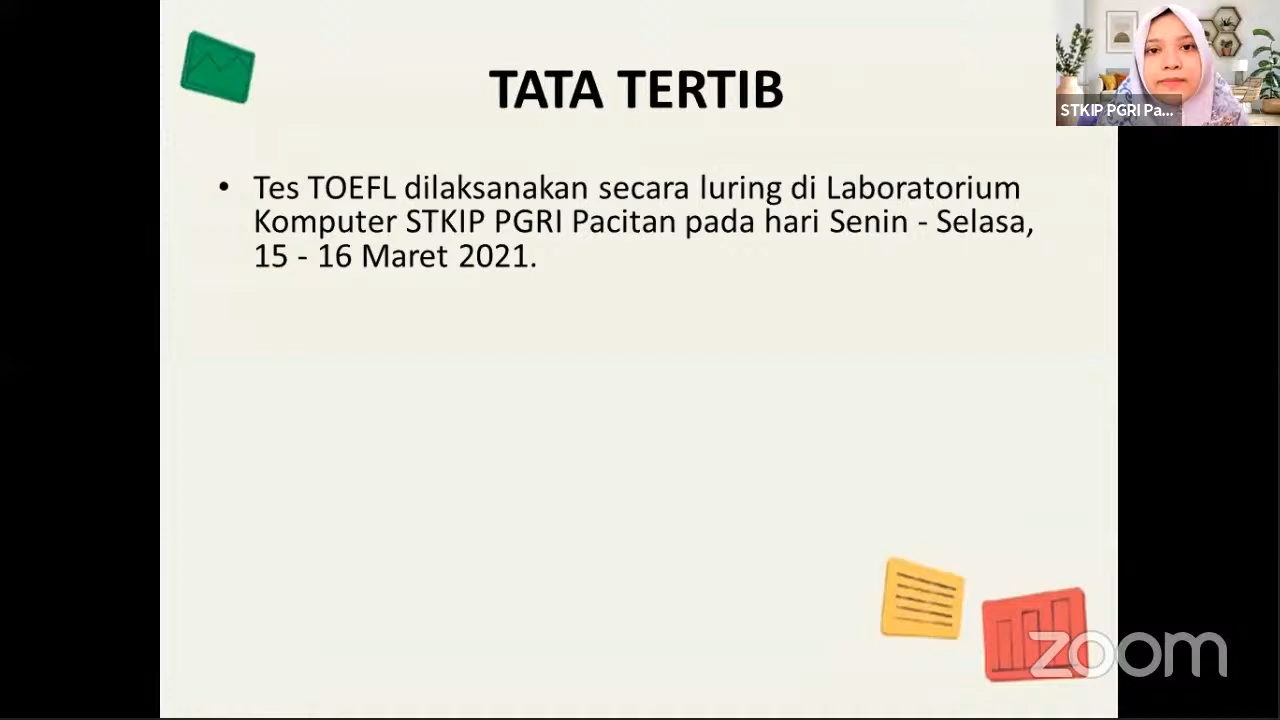 TATA TERTIB
STKIP PGRI Pa...
• Tes TOEFL dilaksanakan secara luring di Laboratorium
Komputer STKIP PGRI Pacitan pada hari Senin - Selasa,
15 - 16 Maret 2021.
zoom